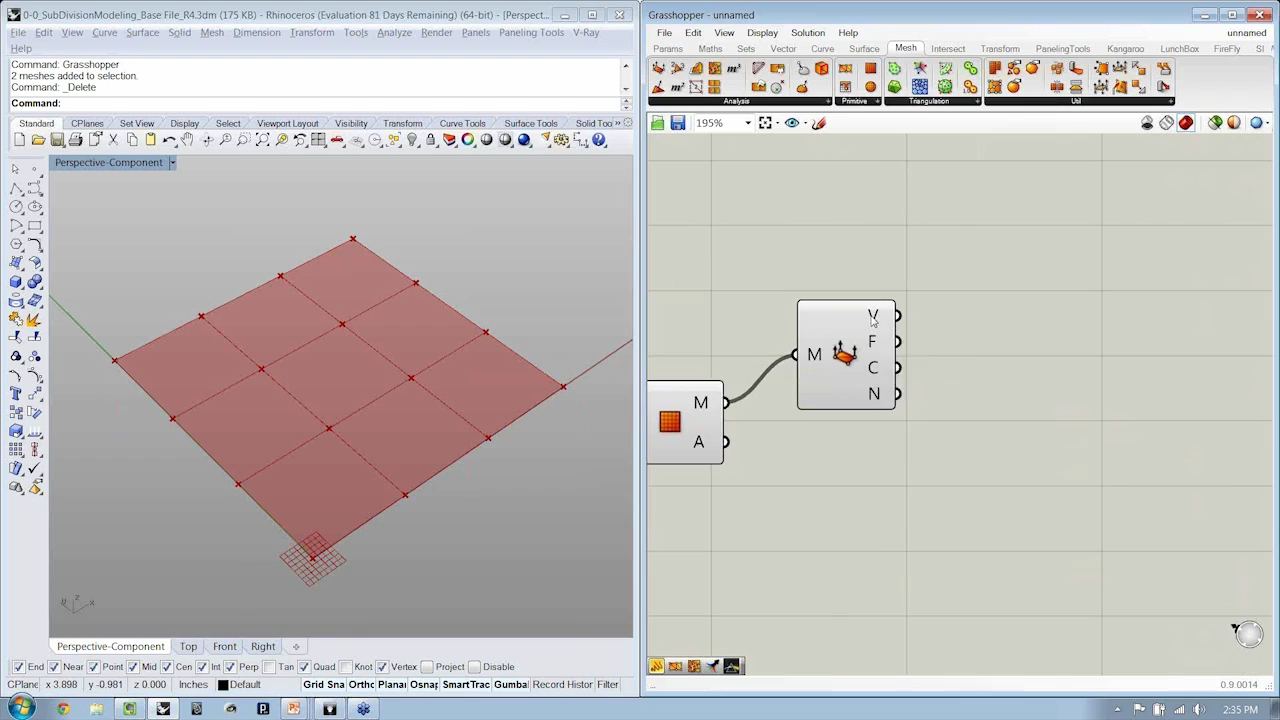 0-0_SubDivisionModeling_Base File_R4.3dm (175 KB) - Rhinoceros (Evaluation 81 Days Remaining) (64-bit) - [Perspect...
File Edit View Curve Surface Solid Mesh Dimension Transform Tools Analyze Render Panels Paneling Tools V-Ray
Help
Command: Grasshopper
2 meshes added to selection.
Command: _Delete
Command:
Standard CPlanes Set View Display Select Viewport Layout Visibility Transform Curve Tools Surface Tools Solid Too
Perspective-Component
y z x
Perspective-Component Top Front Right
End Near Point Mid Cen Int Perp Tan Quad Knot Vertex Project Disable
CPlane x 3.898 y -0.981 z 0.000 Inches Default Grid Sna Ortho Planar Osnap SmartTrac Gumba Record Histor Filter
Grasshopper - unnamed
File Edit View Display Solution Help unnamed
Params Maths Sets Vector Curve Surface Mesh Intersect Transform PanelingTools Kangaroo LunchBox FireFly
Analysis Primitive Triangulation Util
195%
M V F C N
M A
...
0.9.0014
2:35 PM